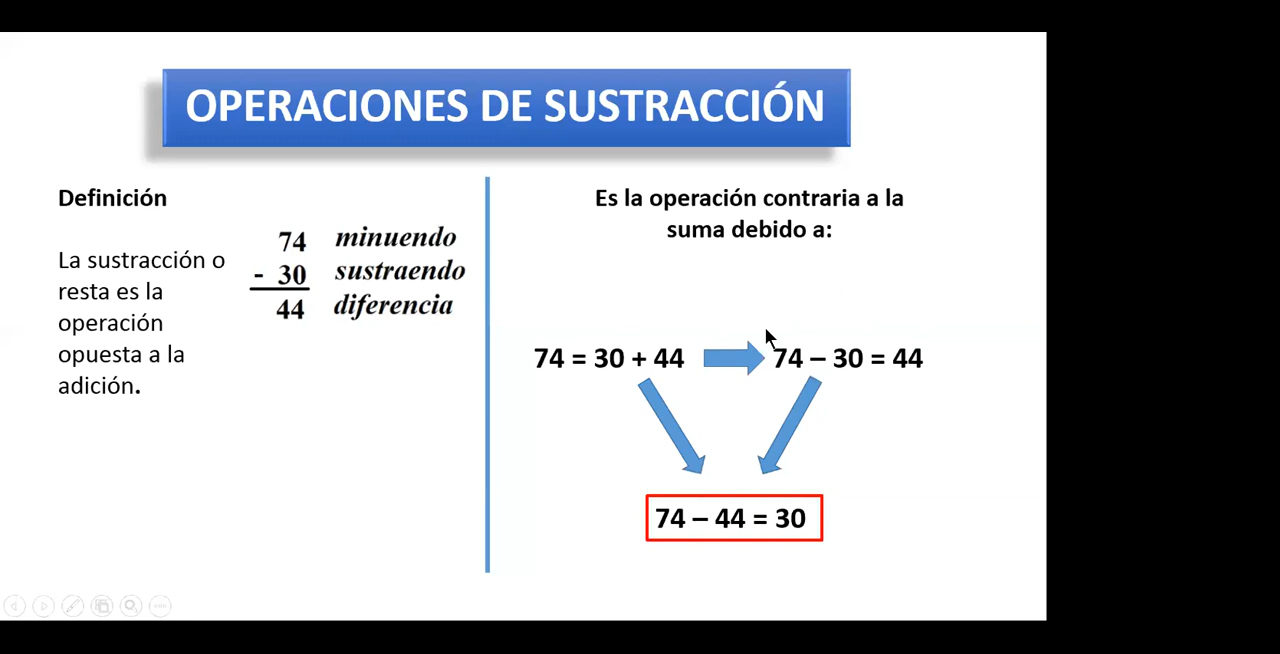 OPERACIONES DE SUSTRACCIÓN
Definición
La sustracción o
resta es la
operación
opuesta a la
adición.
74 minuendo
- 30 sustraendo
44 diferencia
Es la operación contraria a la
suma debido a:
74 = 30 + 44
74 – 30 = 44
74 – 44 = 30